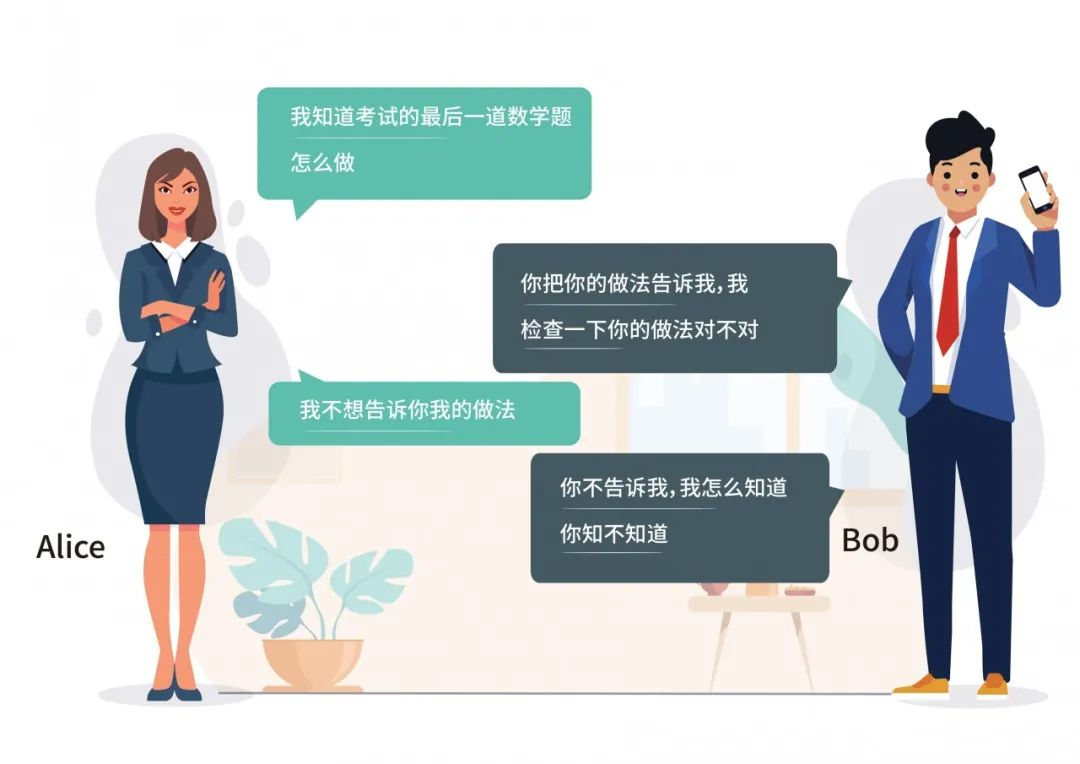 我知道考试的最后一道数学题
怎么做
你把你的做法告诉我,我
检查一下你的做法对不对
我不想告诉你我的做法
你不告诉我,我怎么知道
你知不知道
Alice
Bob